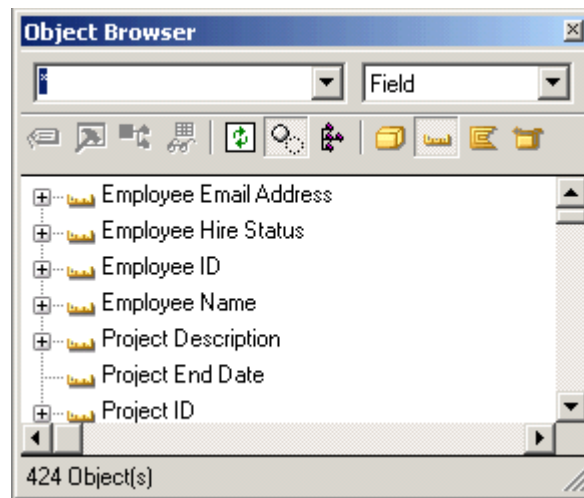 Object Browser
* Field
Employee Email Address
Employee Hire Status
Employee ID
Employee Name
Project Description
Project End Date
Project ID
424 Object(s)